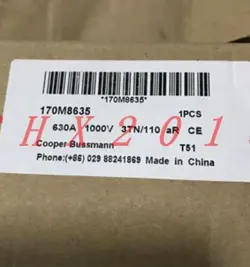 *170M8635*
170M8635 1PCS
630A 1000V 3TN/110 aR CE
HX201
Cooper Bussmann T51
Phone:(+86) 029 88241869 Made in China